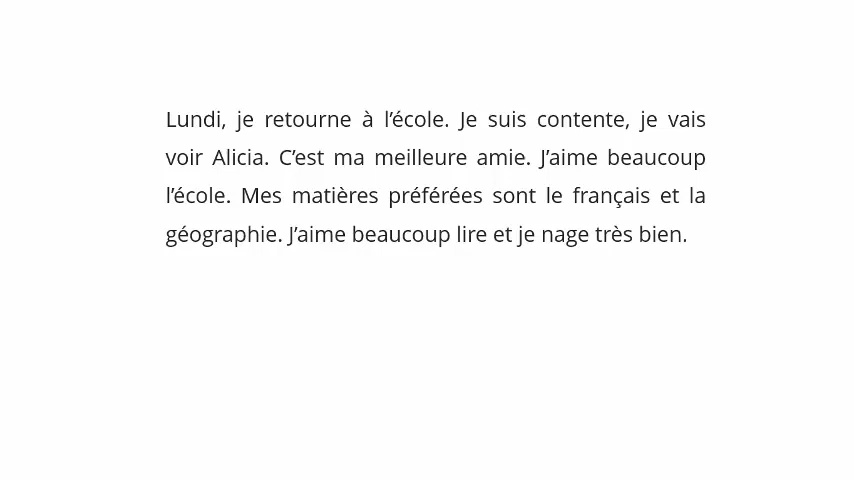 Lundi, je retourne à l’école. Je suis contente, je vais
voir Alicia. C’est ma meilleure amie. J’aime beaucoup
l’école. Mes matières préférées sont le français et la
géographie. J’aime beaucoup lire et je nage très bien.